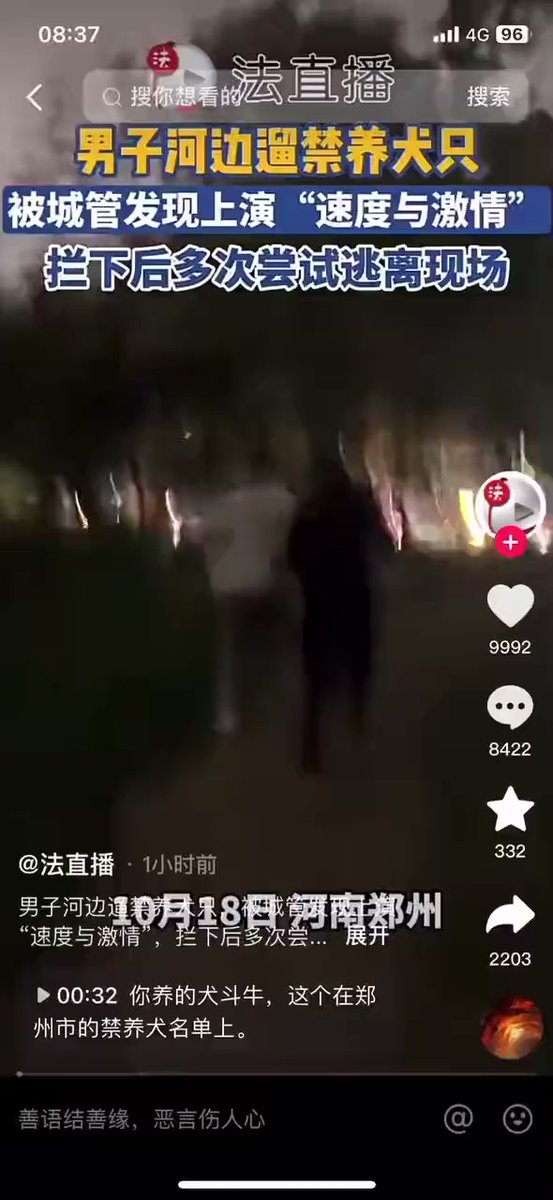 08:37
4G 96
法
法直播
搜你想看的
搜索
男子河边遛禁养犬只
被城管发现上演“速度与激情”
拦下后多次尝试逃离现场
法
9992
8422
332
2203
@法直播 · 1小时前
10月18日 河南郑州
男子河边遛禁养犬只，被城管发现上演
“速度与激情”，拦下后多次尝... 展开
00:32 你养的犬斗牛，这个在郑
州市的禁养犬名单上。
善语结善缘，恶言伤人心
@